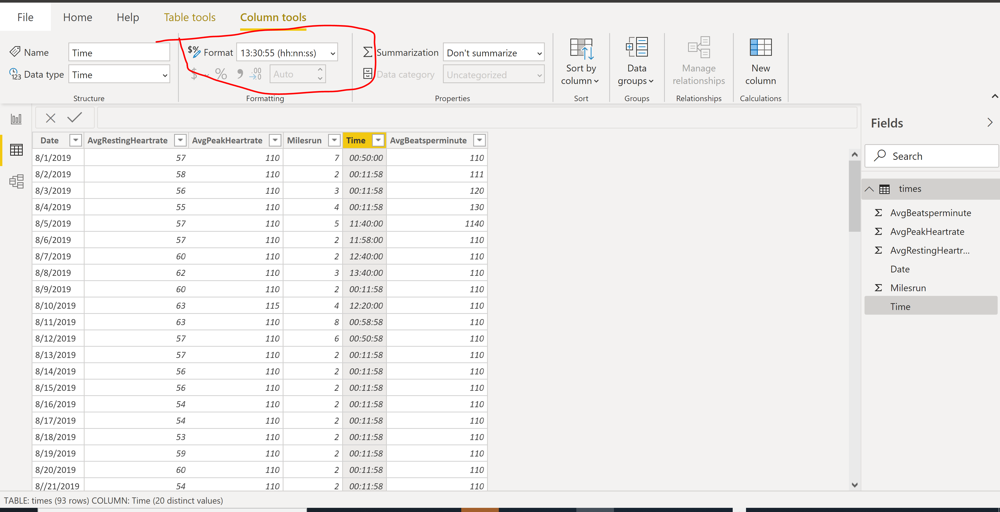 File Home Help Table tools Column tools
Name Time $% Format 13:30:55 (hh:nn:ss) Summarization Don't summarize
Data type Time $ % , .00 →.0 Auto Data category Uncategorized
Sort by column Data groups Manage relationships New column
Structure Formatting Properties Sort Groups Relationships Calculations
Date AvgRestingHeartrate AvgPeakHeartrate Milesrun Time AvgBeatsperminute
8/1/2019 57 110 7 00:50:00 110
8/2/2019 58 110 2 00:11:58 111
8/3/2019 56 110 3 00:11:58 120
8/4/2019 55 110 4 00:11:58 130
8/5/2019 57 110 5 11:40:00 1140
8/6/2019 57 110 2 11:58:00 110
8/7/2019 60 110 2 12:40:00 110
8/8/2019 62 110 3 13:40:00 110
8/9/2019 60 110 2 00:11:58 110
8/10/2019 63 115 4 12:20:00 110
8/11/2019 63 110 8 00:58:58 110
8/12/2019 57 110 6 00:50:58 110
8/13/2019 57 110 2 00:11:58 110
8/14/2019 56 110 2 00:11:58 110
8/15/2019 56 110 2 00:11:58 110
8/16/2019 54 110 2 00:11:58 110
8/17/2019 54 110 2 00:11:58 110
8/18/2019 53 110 2 00:11:58 110
8/19/2019 59 110 2 00:11:58 110
8/20/2019 60 110 2 00:11:58 110
8//21/2019 54 110 2 00:11:58 110
Fields
Search
times
AvgBeatsperminute
AvgPeakHeartrate
AvgRestingHeartr...
Date
Milesrun
Time
TABLE: times (93 rows) COLUMN: Time (20 distinct values)